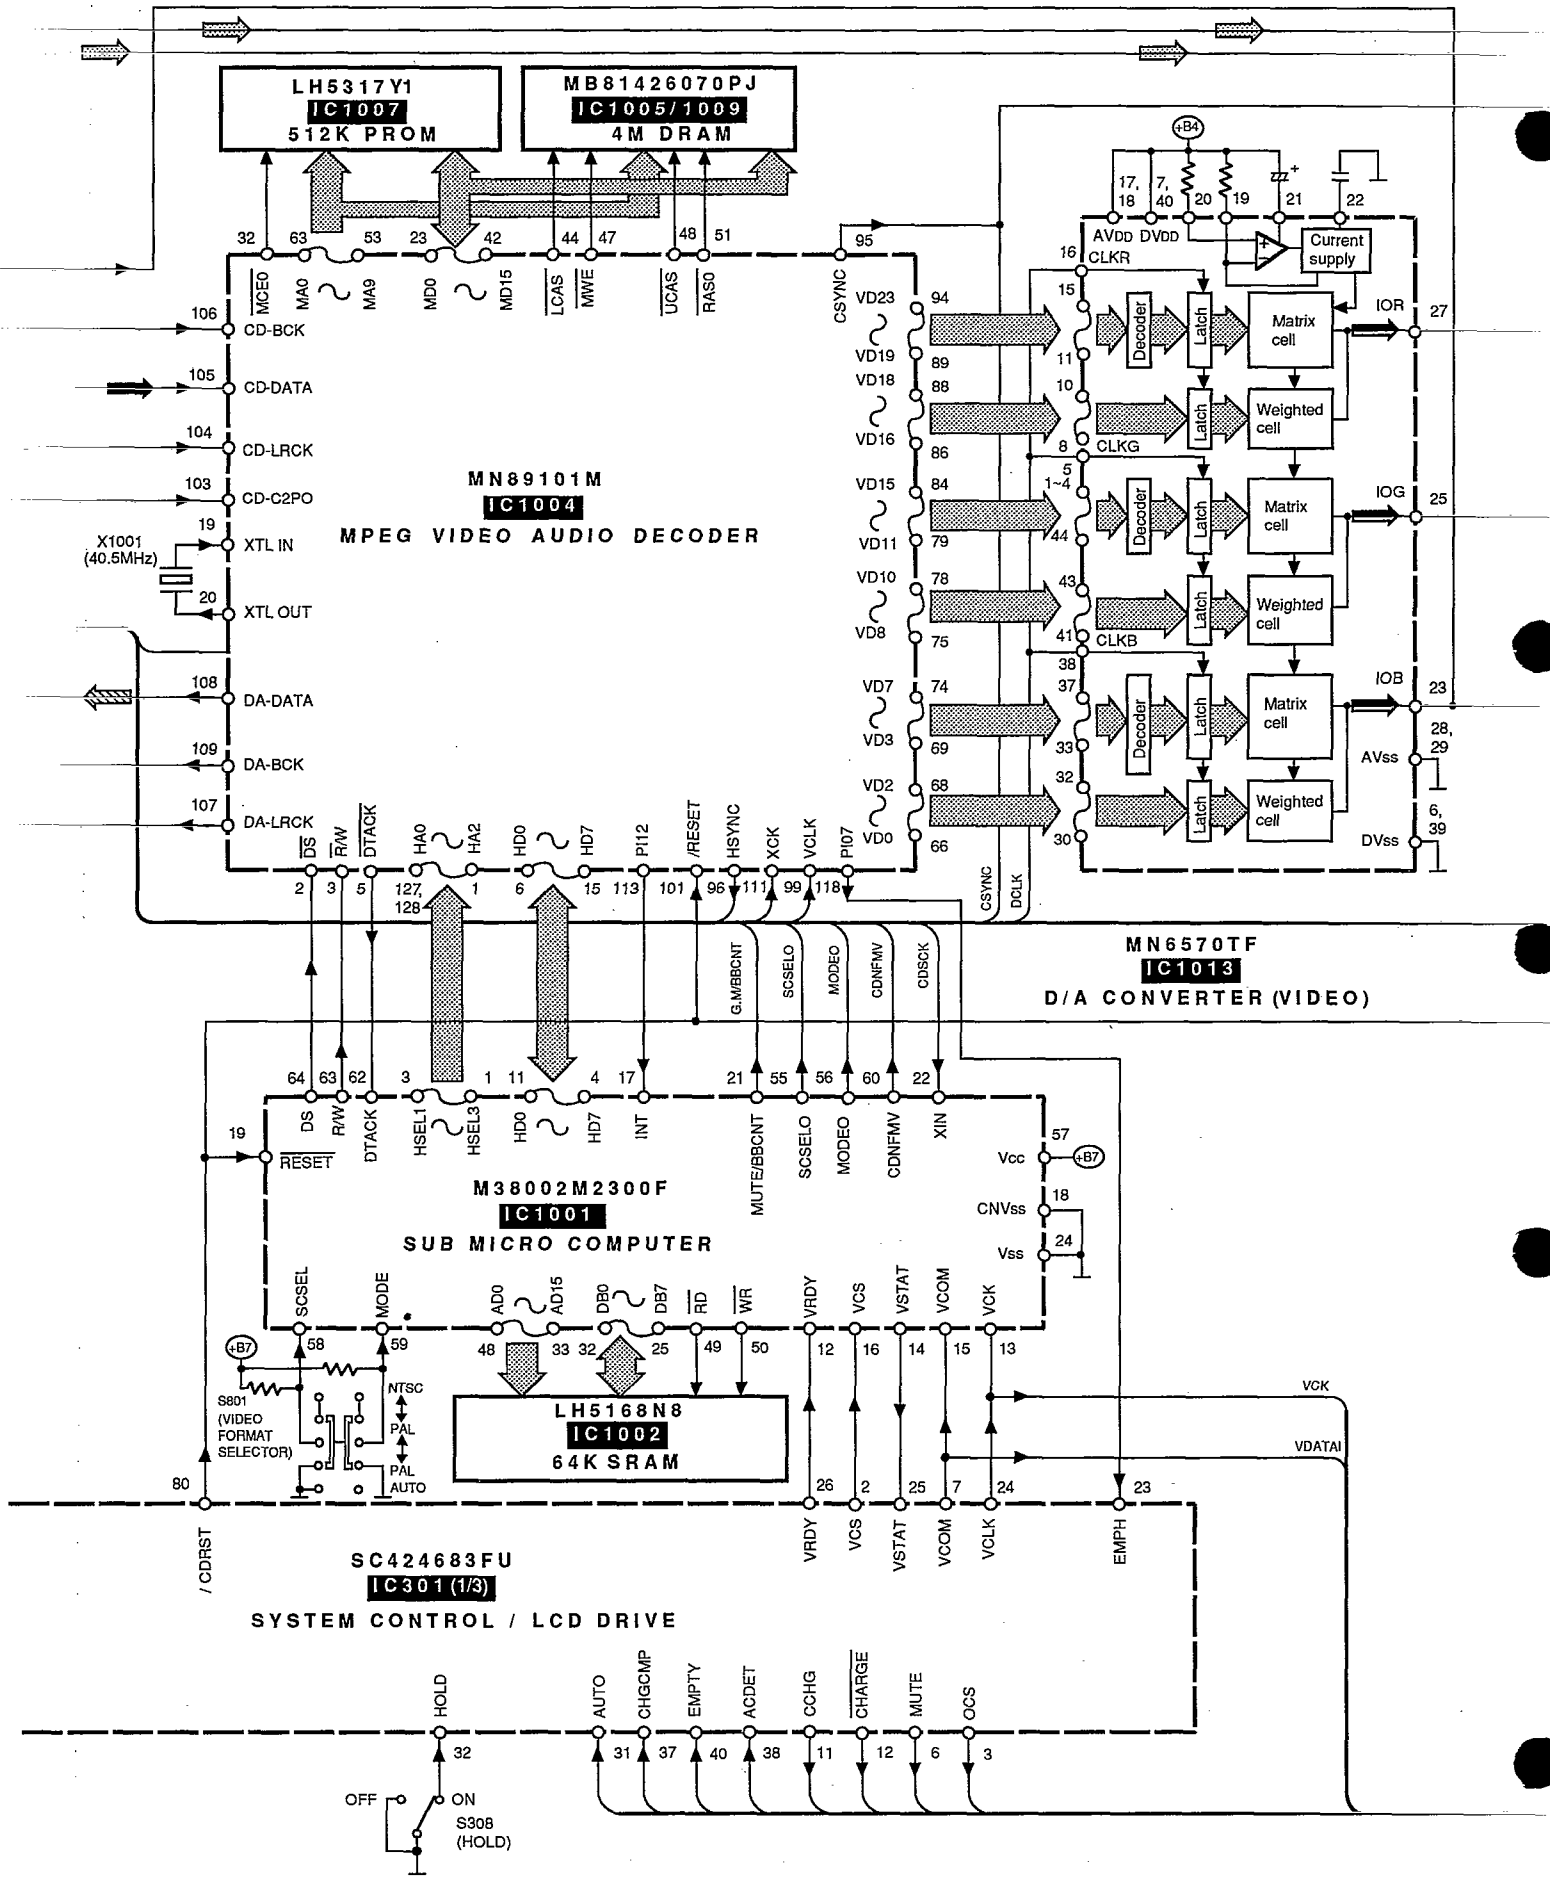 LH5317Y1
IC1007
512K PROM
MB81426070PJ
IC1005/1009
4M DRAM
+B4
17, 18
7, 40
20
19
21
+
22
AVDD DVDD
Current supply
32
63
53
23
42
44
47
48
51
95
MCE0
MA0
MA9
MD0
MD15
LCAS
MWE
UCAS
RAS0
CSYNC
106
CD-BCK
105
CD-DATA
104
CD-LRCK
103
CD-C2PO
19
XTL IN
X1001
(40.5MHz)
20
XTL OUT
108
DA-DATA
109
DA-BCK
107
DA-LRCK
MN89101M
IC1004
MPEG VIDEO AUDIO DECODER
VD23
94
VD19
89
VD18
88
VD16
86
VD15
84
VD11
79
VD10
78
VD8
75
VD7
74
VD3
69
VD2
68
VD0
66
16
CLKR
15
11
10
8
CLKG
5
1~4
44
43
41
CLKB
38
37
33
32
30
Decoder
Latch
Matrix cell
Latch
Weighted cell
Decoder
Latch
Matrix cell
Latch
Weighted cell
Decoder
Latch
Matrix cell
Latch
Weighted cell
IOR
27
IOG
25
IOB
23
28, 29
AVss
6, 39
DVss
DS
R/W
DTACK
HA0
HA2
HD0
HD7
PI12
/RESET
HSYNC
XCK
VCLK
PI07
2
3
5
127, 128
1
6
15
113
101
96
111
99
118
CSYNC
DCLK
G.M/BBCNT
SCSELO
MODEO
CDNFMV
CDSCK
MN6570TF
IC1013
D/A CONVERTER (VIDEO)
64
63
62
3
1
11
4
17
21
55
56
60
22
DS
R/W
DTACK
HSEL1
HSEL3
HD0
HD7
INT
MUTE/BBCNT
SCSELO
MODEO
CDNFMV
XIN
19
RESET
57
Vcc
+B7
18
CNVss
24
Vss
M38002M2300F
IC1001
SUB MICRO COMPUTER
SCSEL
MODE
AD0
AD15
DB0
DB7
RD
WR
VRDY
VCS
VSTAT
VCOM
VCK
58
59
48
33
32
25
49
50
12
16
14
15
13
+B7
S801
(VIDEO
FORMAT
SELECTOR)
NTSC
PAL
PAL
AUTO
LH5168N8
IC1002
64K SRAM
VCK
VDATAI
80
26
2
25
7
24
23
/ CDRST
VRDY
VCS
VSTAT
VCOM
VCLK
EMPH
SC424683FU
IC301 (1/3)
SYSTEM CONTROL / LCD DRIVE
HOLD
AUTO
CHGCMP
EMPTY
ACDET
CCHG
CHARGE
MUTE
OCS
32
31
37
40
38
11
12
6
3
OFF
ON
S308
(HOLD)